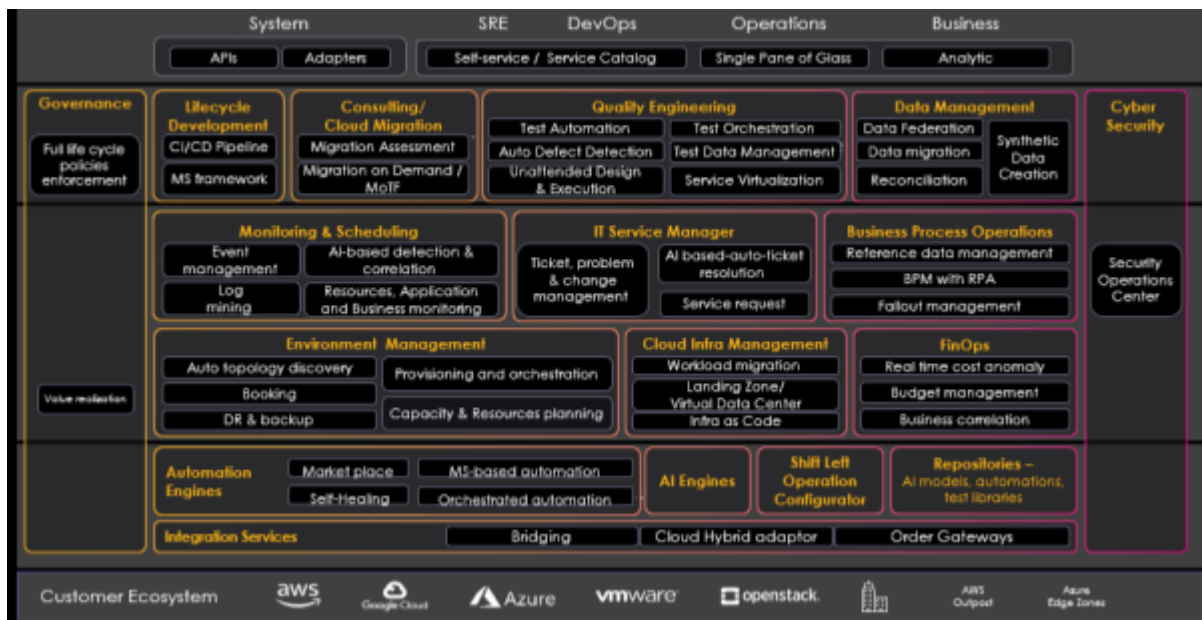 System
SRE
DevOps
Operations
Business
APIs
Adapters
Self-service / Service Catalog
Single Pane of Glass
Analytic
Governance
Full life cycle
policies
enforcement
Value realization
Lifecycle
Development
CI/CD Pipeline
MS framework
Consulting/
Cloud Migration
Migration Assessment
Migration on Demand /
MoTF
Quality Engineering
Test Automation
Test Orchestration
Auto Defect Detection
Test Data Management
Unattended Design
& Execution
Service Virtualization
Data Management
Data Federation
Data migration
Reconciliation
Synthetic
Data
Creation
Cyber
Security
Security
Operations
Center
Monitoring & Scheduling
Event
management
AI-based detection &
correlation
Log
mining
Resources, Application
and Business monitoring
IT Service Manager
Ticket, problem
& change
management
AI based-auto-ticket
resolution
Service request
Business Process Operations
Reference data management
BPM with RPA
Fallout management
Environment Management
Auto topology discovery
Booking
DR & backup
Provisioning and orchestration
Capacity & Resources planning
Cloud Infra Management
Workload migration
Landing Zone/
Virtual Data Center
Infra as Code
FinOps
Real time cost anomaly
Budget management
Business correlation
Automation
Engines
Market place
MS-based automation
Self-Healing
Orchestrated automation
AI Engines
Shift Left
Operation
Configurator
Repositories –
AI models, automations,
test libraries
Integration Services
Bridging
Cloud Hybrid adaptor
Order Gateways
Customer Ecosystem
aws
Google Cloud
Azure
vmware
openstack.
AWS
Outpost
Azure
Edge Zones